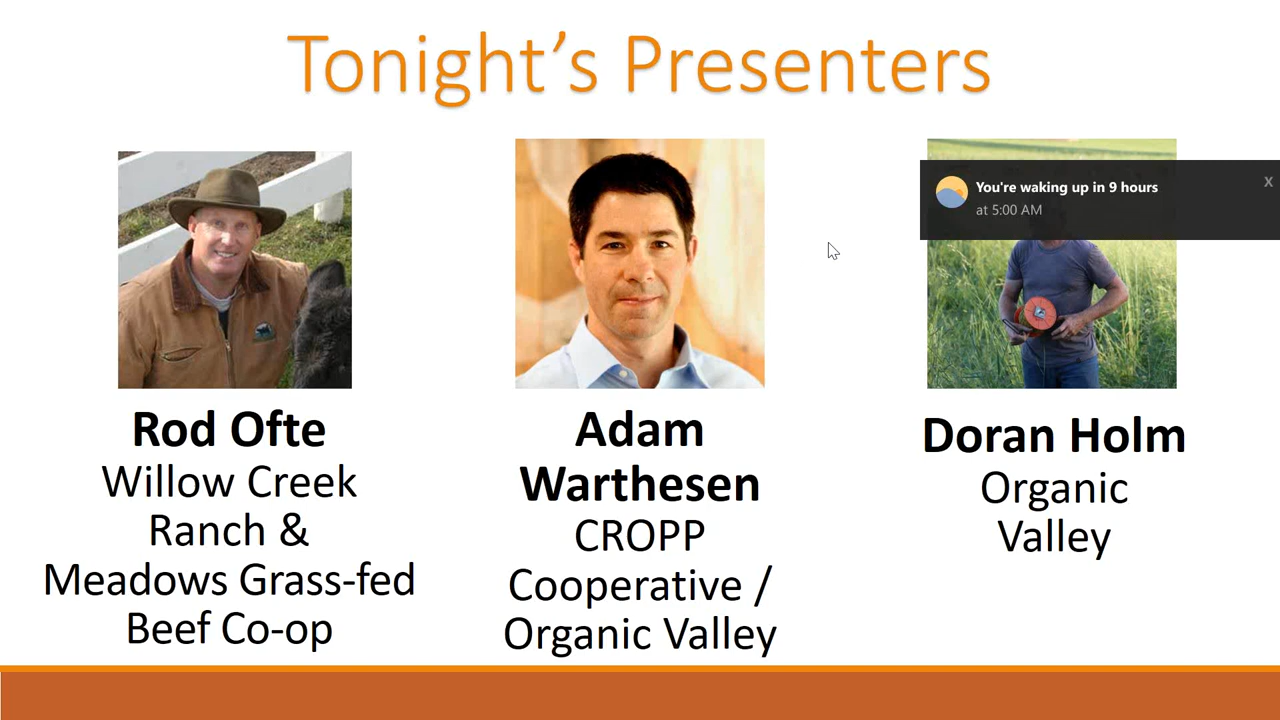 Tonight’s Presenters
You're waking up in 9 hours
X
at 5:00 AM
Rod Ofte
Willow Creek
Ranch &
Meadows Grass-fed
Beef Co-op
Adam
Warthesen
CROPP
Cooperative /
Organic Valley
Doran Holm
Organic
Valley